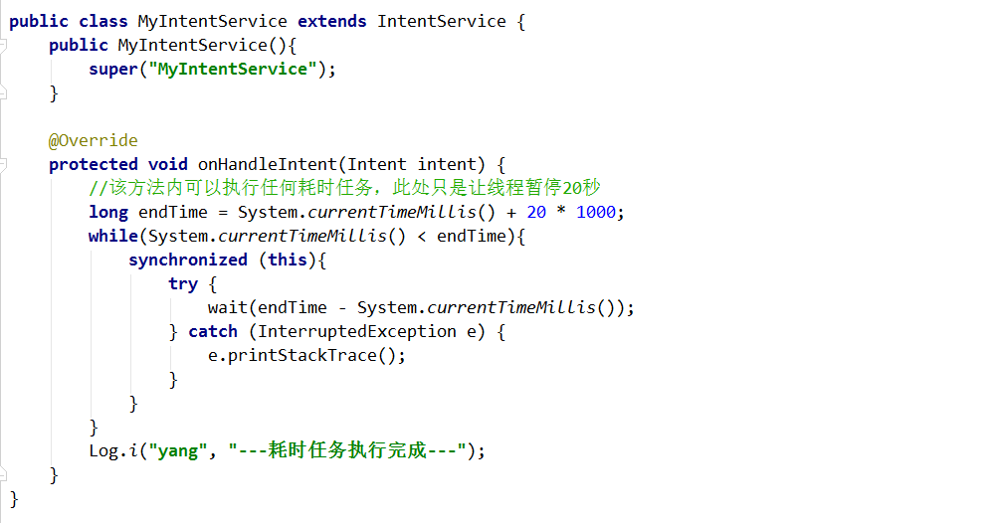 public class MyIntentService extends IntentService {
    public MyIntentService(){
        super("MyIntentService");
    }

    @Override
    protected void onHandleIntent(Intent intent) {
        //该方法内可以执行任何耗时任务，此处只是让线程暂停20秒
        long endTime = System.currentTimeMillis() + 20 * 1000;
        while(System.currentTimeMillis() < endTime){
            synchronized (this){
                try {
                    wait(endTime - System.currentTimeMillis());
                } catch (InterruptedException e) {
                    e.printStackTrace();
                }
            }
        }
        Log.i("yang", "---耗时任务执行完成---");
    }
}